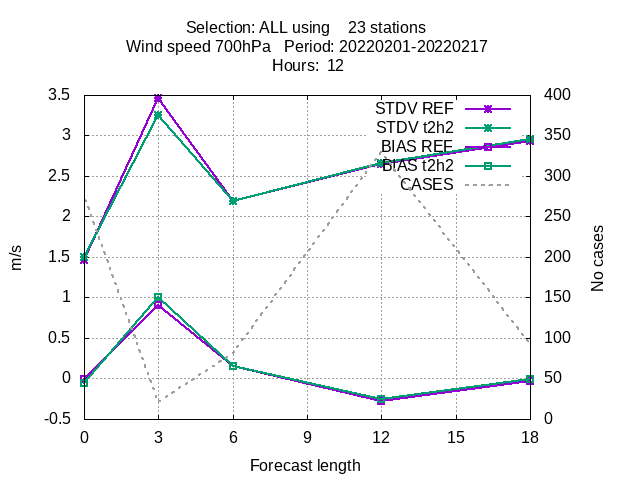 Selection: ALL using 23 stations
Wind speed 700hPa Period: 20220201-20220217
Hours: 12
3.5
3
2.5
2
1.5
1
0.5
0
-0.5
m/s
400
350
300
250
200
150
100
50
0
No cases
STDV REF
STDV t2h2
BIAS REF
BIAS t2h2
CASES
0 3 6 9 12 15 18
Forecast length